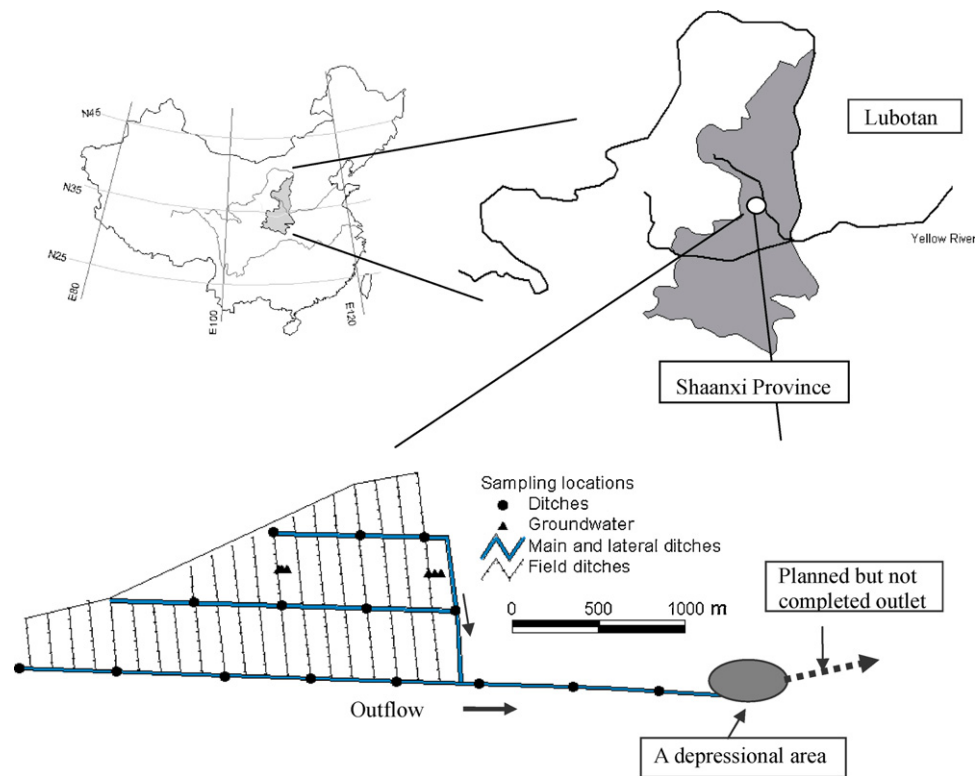 N45
N35
N25
E80
E100
E120
Lubotan
Yellow River
Shaanxi Province
Sampling locations
Ditches
Groundwater
Main and lateral ditches
Field ditches
0 500 1000 m
Planned but not
completed outlet
Outflow
A depressional area